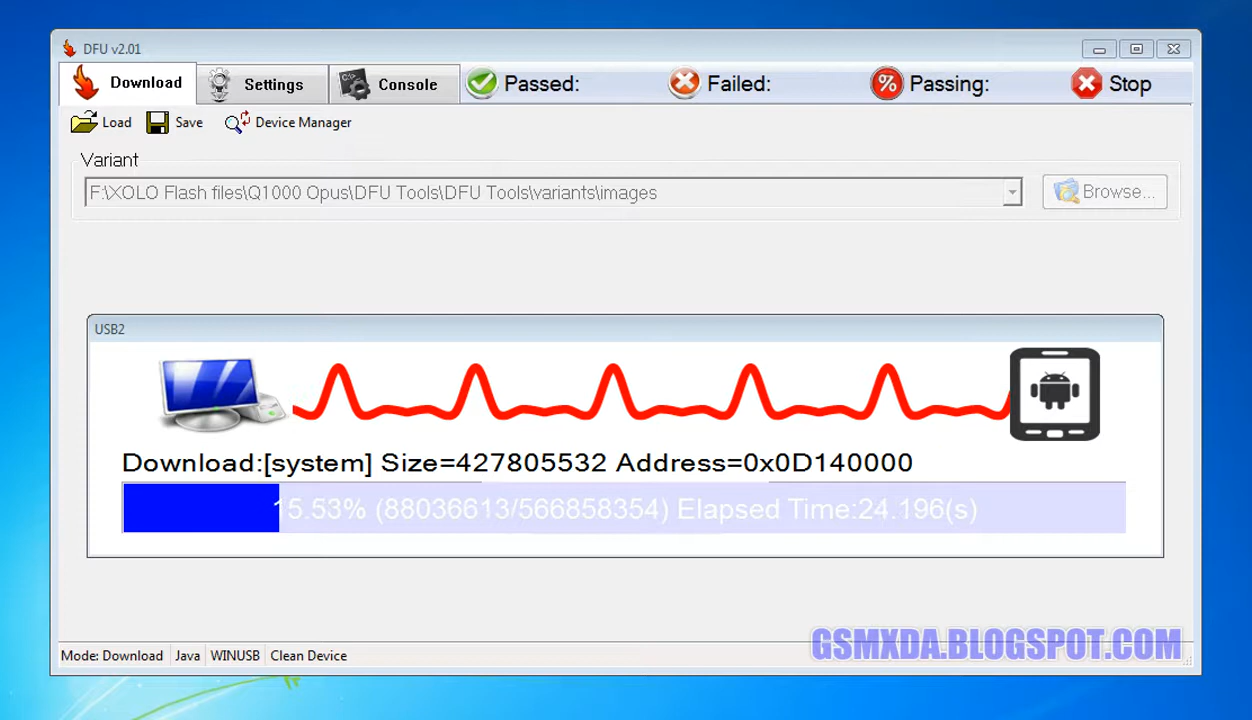 DFU v2.01
Download Settings Console Passed: Failed: Passing: Stop
Load Save Device Manager
Variant
F:\XOLO Flash files\Q1000 Opus\DFU Tools\DFU Tools\variants\images Browse...
USB2
Download:[system] Size=427805532 Address=0x0D140000
15.53% (88036613/566858354) Elapsed Time:24.196(s)
GSMXDA.BLOGSPOT.COM
Mode: Download Java WINUSB Clean Device